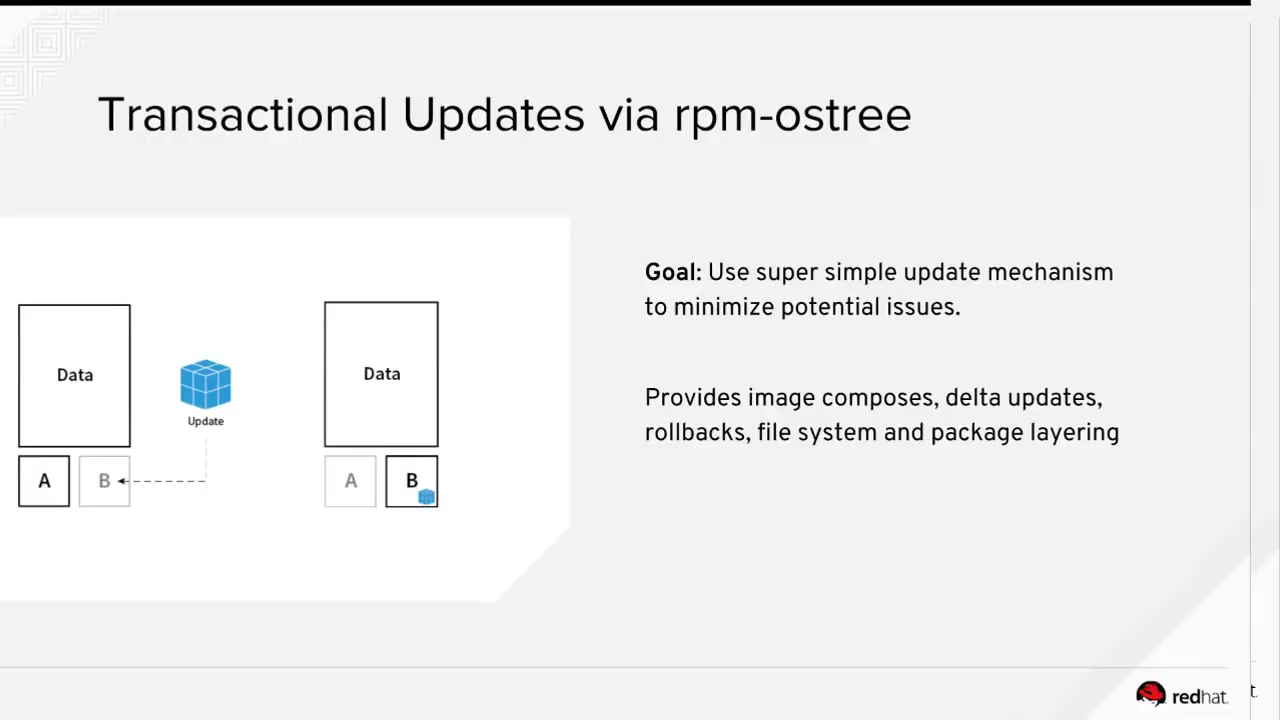 Transactional Updates via rpm-ostree
Goal: Use super simple update mechanism
to minimize potential issues.
Provides image composes, delta updates,
rollbacks, file system and package layering
Data
Update
A
B
Data
A
B
redhat.
t.